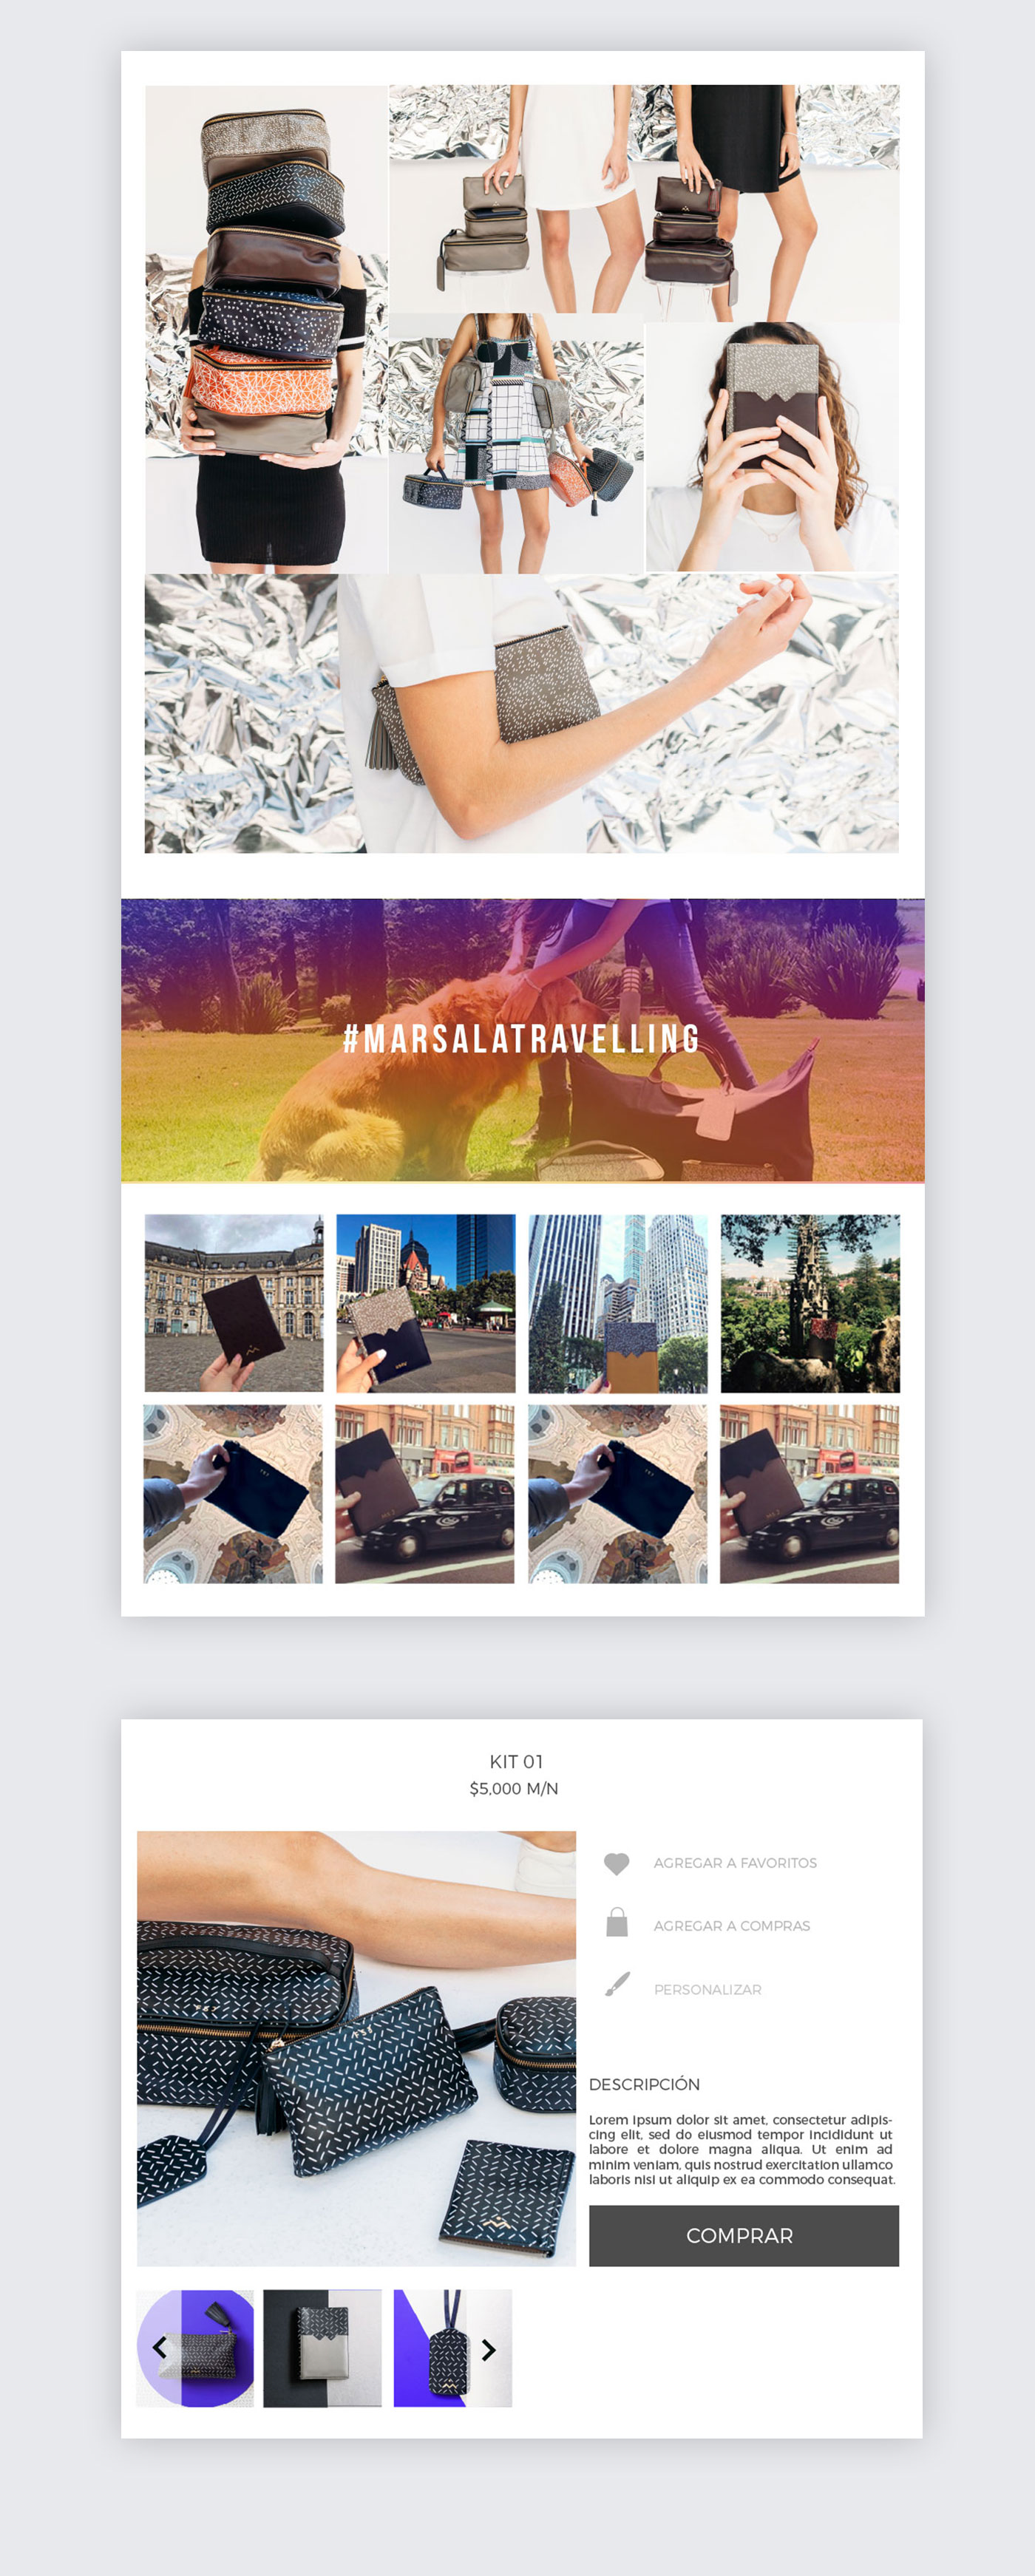 #MARSALATRAVELLING
KIT 01
$5,000 M/N
AGREGAR A FAVORITOS
AGREGAR A COMPRAS
PERSONALIZAR
DESCRIPCIÓN
Lorem ipsum dolor sit amet, consectetur adipis-
cing elit, sed do eiusmod tempor incididunt ut
labore et dolore magna aliqua. Ut enim ad
minim veniam, quis nostrud exercitation ullamco
laboris nisi ut aliquip ex ea commodo consequat.
COMPRAR